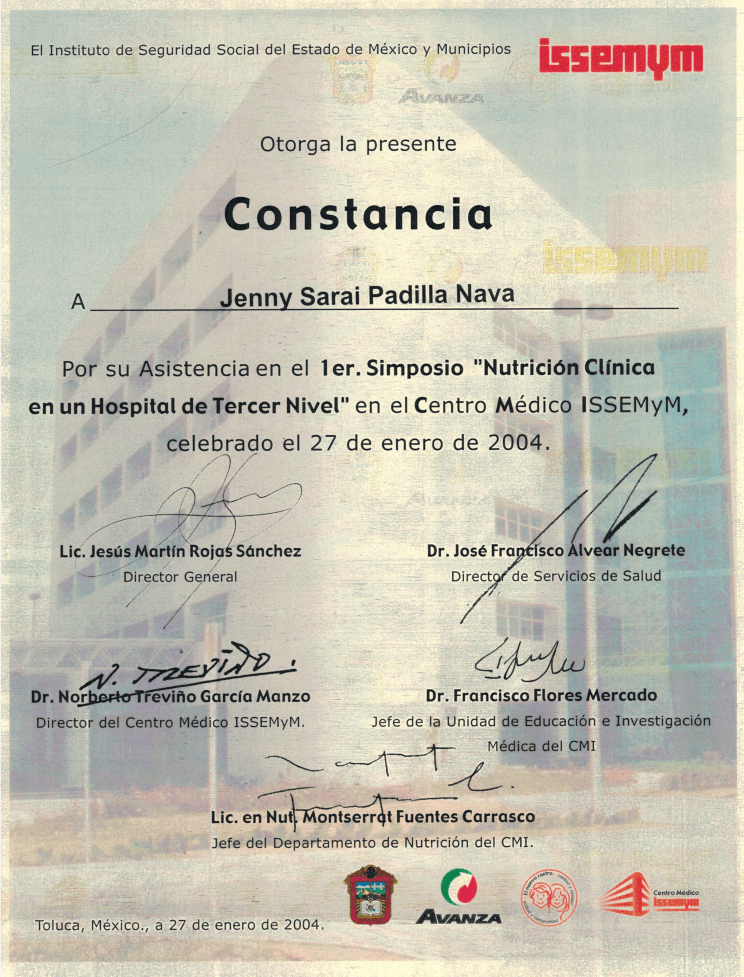 El Instituto de Seguridad Social del Estado de México y Municipios
issemym
AVANZA
Otorga la presente
Constancia
issemym
A Jenny Sarai Padilla Nava
Por su Asistencia en el 1er. Simposio "Nutrición Clínica
en un Hospital de Tercer Nivel" en el Centro Médico ISSEMyM,
celebrado el 27 de enero de 2004.
AVANZA
Lic. Jesús Martín Rojas Sánchez
Director General
Dr. José Francisco Alvear Negrete
Director de Servicios de Salud
N. TREVIÑO.
Dr. Norberto Treviño García Manzo
Director del Centro Médico ISSEMyM.
Dr. Francisco Flores Mercado
Jefe de la Unidad de Educación e Investigación
Médica del CMI
Lic. en Nut. Montserrat Fuentes Carrasco
Jefe del Departamento de Nutrición del CMI.
Toluca, México., a 27 de enero de 2004.
AVANZA
Centro Médico
issemym